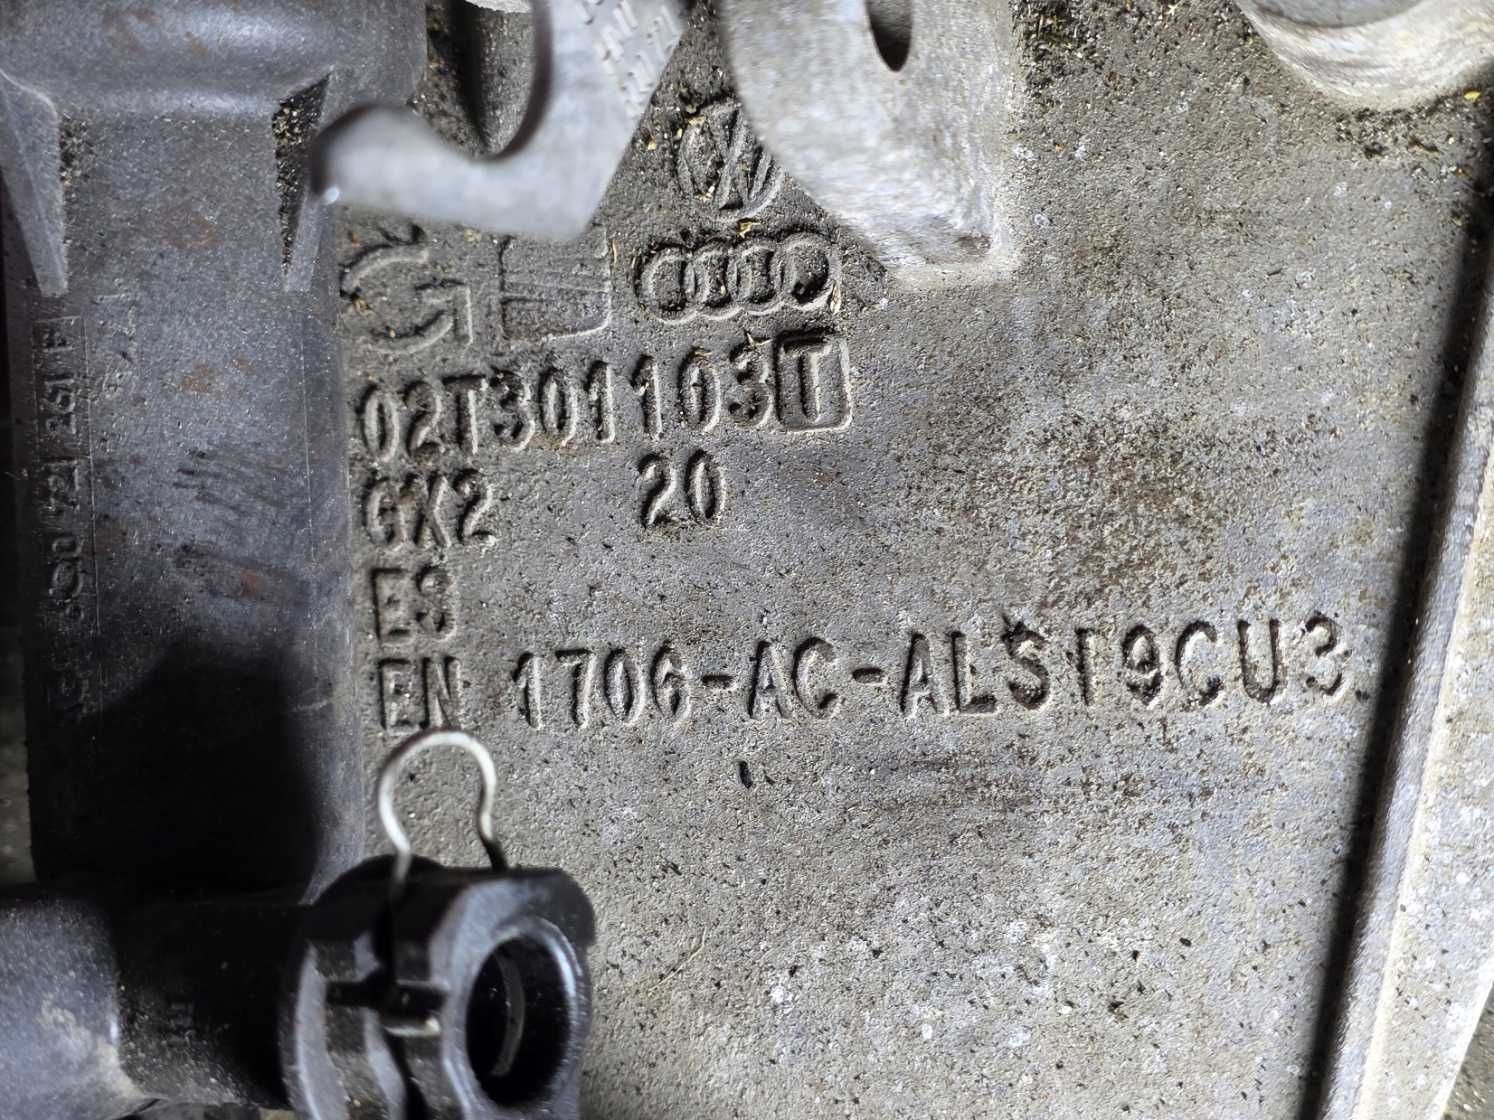 02T301103T
GX2 20
ES
EN 1706-AC-ALSI9CU3